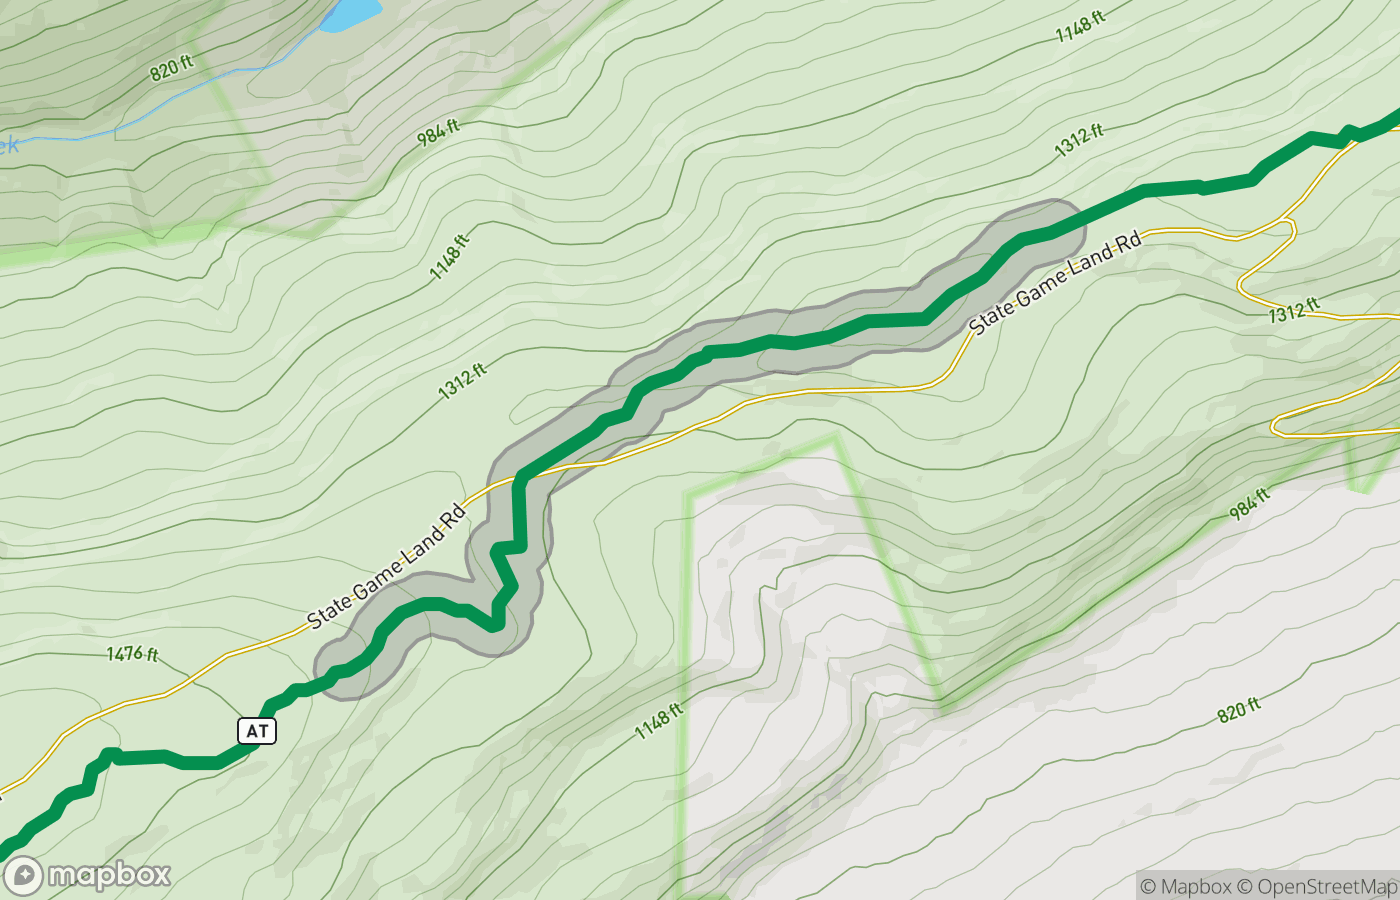 1148 ft
820 ft
984 ft
1312 ft
1148 ft
State Game Land Rd
1312 ft
1312 ft
984 ft
State Game Land Rd
1476 ft
1148 ft
820 ft
AT
mapbox
© Mapbox © OpenStreetMap